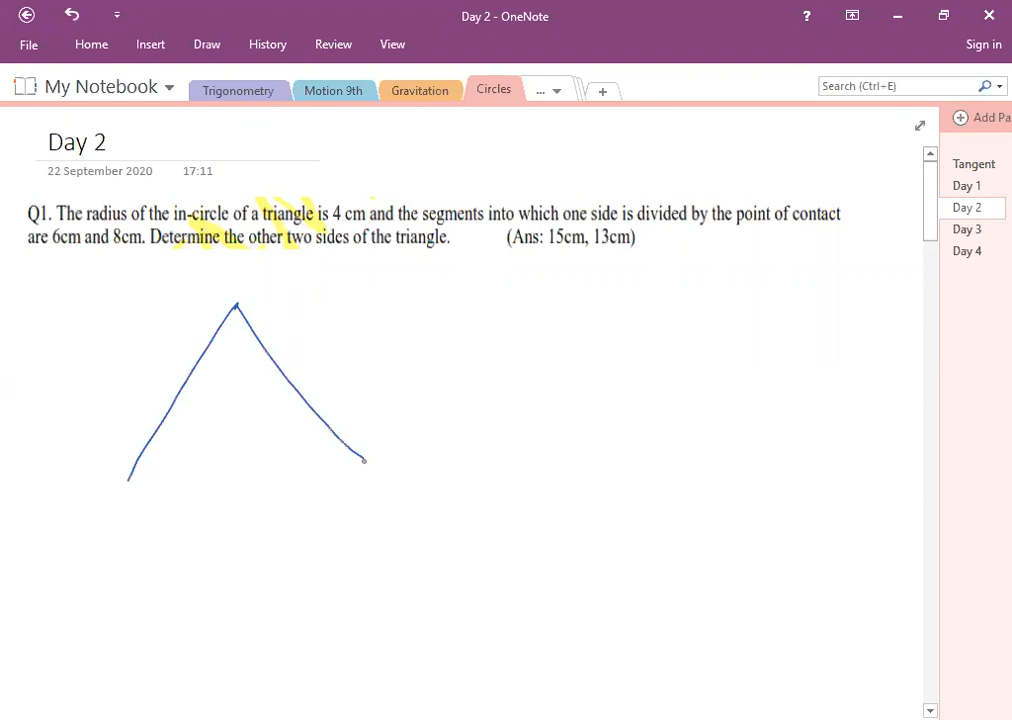 Day 2 - OneNote
?
File Home Insert Draw History Review View Sign in
My Notebook Trigonometry Motion 9th Gravitation Circles ... + Search (Ctrl+E)
Add Pa
Day 2
22 September 2020 17:11
Tangent
Day 1
Day 2
Day 3
Day 4
Q1. The radius of the in-circle of a triangle is 4 cm and the segments into which one side is divided by the point of contact
are 6cm and 8cm. Determine the other two sides of the triangle. (Ans: 15cm, 13cm)